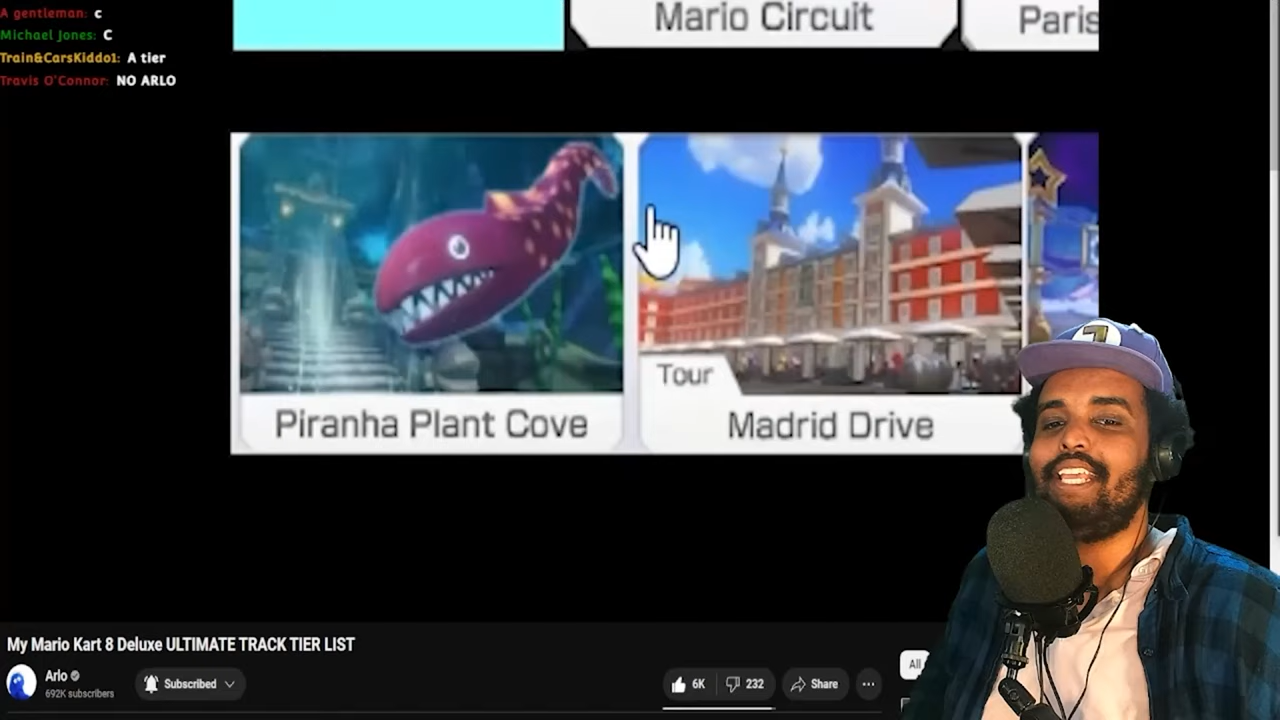 A gentleman: c
Michael Jones: C
Train&CarsKiddo1: A tier
Travis O'Connor: NO ARLO
Mario Circuit
Paris
Piranha Plant Cove
Tour
Madrid Drive
My Mario Kart 8 Deluxe ULTIMATE TRACK TIER LIST
Arlo
692K subscribers
Subscribed
6K
232
Share
All